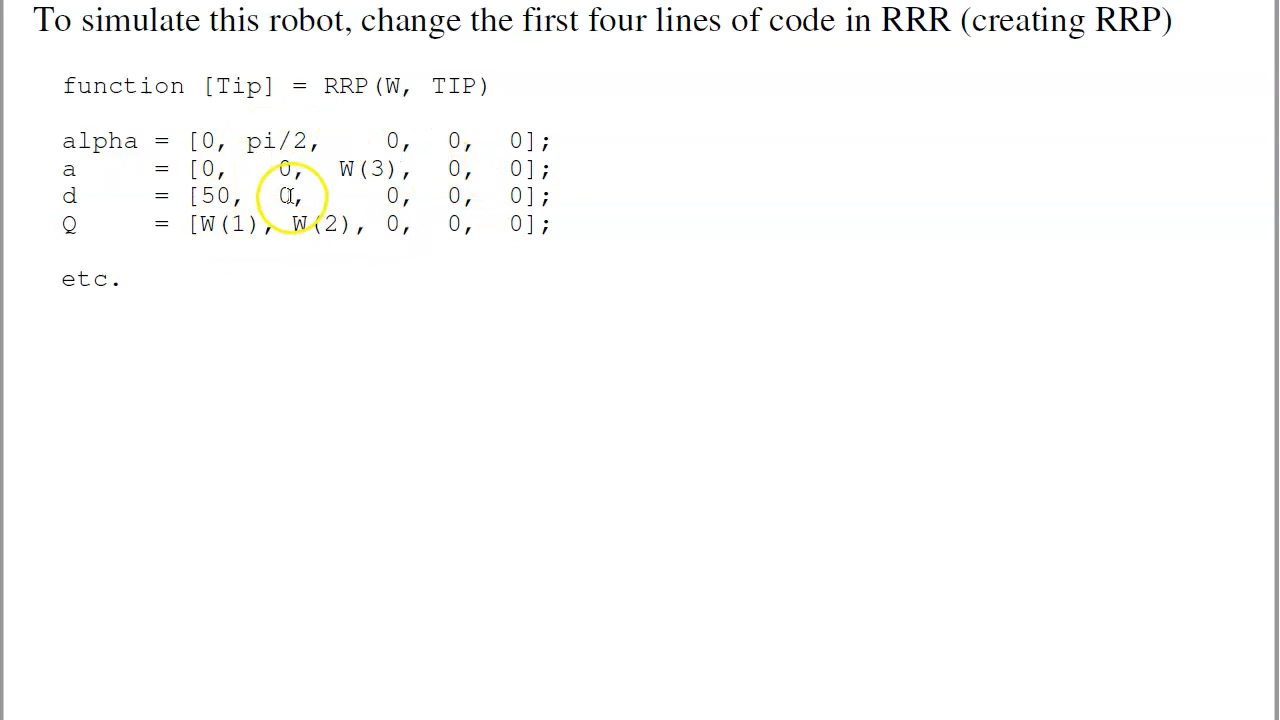 To simulate this robot, change the first four lines of code in RRR (creating RRP)
function [Tip] = RRP(W, TIP)
alpha = [0, pi/2, 0, 0, 0];
a = [0, 0, W(3), 0, 0];
d = [50, 0, 0, 0, 0];
Q = [W(1), W(2), 0, 0, 0];
etc.